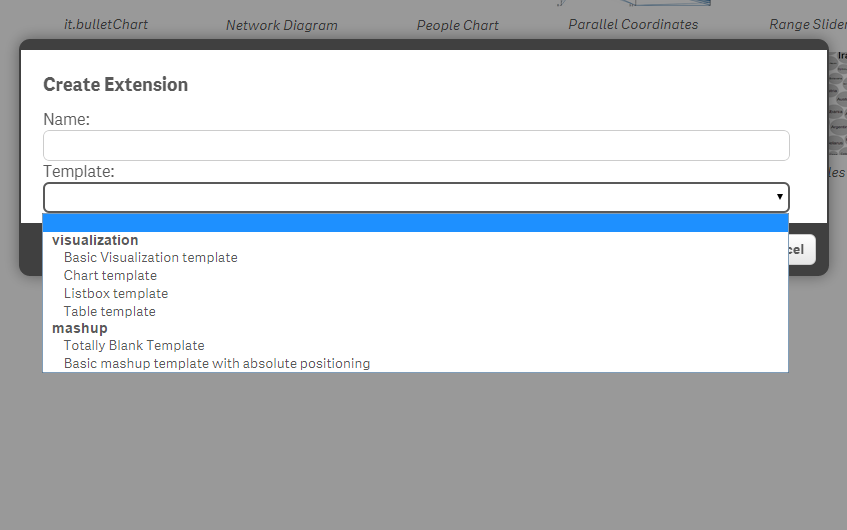 it.bulletChart Network Diagram People Chart Parallel Coordinates Range Slider
Create Extension
Name:
Template:
visualization
Basic Visualization template
Chart template
Listbox template
Table template
mashup
Totally Blank Template
Basic mashup template with absolute positioning